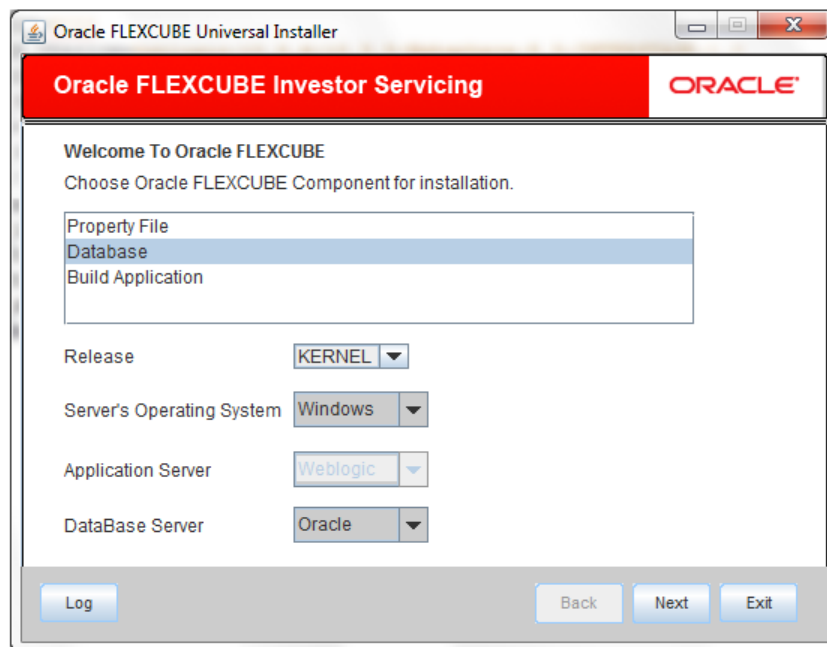 Oracle FLEXCUBE Universal Installer
Oracle FLEXCUBE Investor Servicing ORACLE
Welcome To Oracle FLEXCUBE
Choose Oracle FLEXCUBE Component for installation.
Property File
Database
Build Application
Release KERNEL
Server's Operating System Windows
Application Server Weblogic
DataBase Server Oracle
Log Back Next Exit